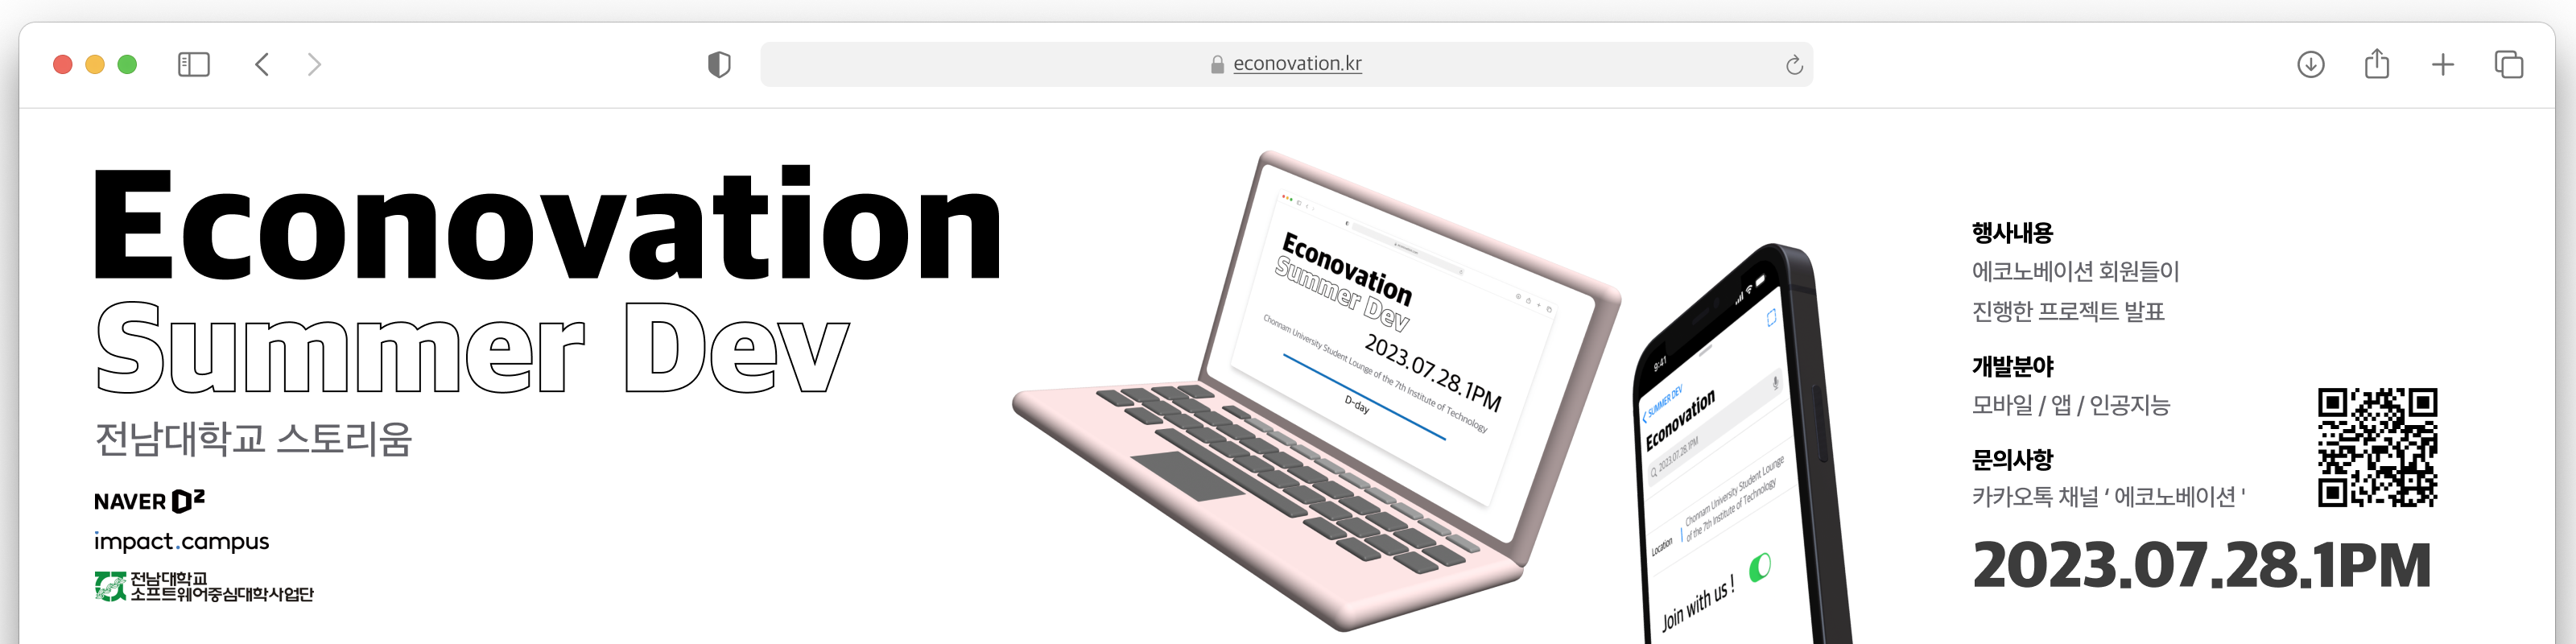 econovation.kr
Econovation
Summer Dev
전남대학교 스토리움
NAVER D2
impact.campus
전남대학교
소프트웨어중심대학사업단
Econovation
Summer Dev
2023.07.28.1PM
Chonnam University Student Lounge of the 7th Institute of Technology
D-day
9:41
SUMMER DEV
Econovation
2023.07.28.1PM
Location
Chonnam University Student Lounge
of the 7th Institute of Technology
Join with us !
행사내용
에코노베이션 회원들이
진행한 프로젝트 발표
개발분야
모바일 / 앱 / 인공지능
문의사항
카카오톡 채널 ‘ 에코노베이션 '
2023.07.28.1PM